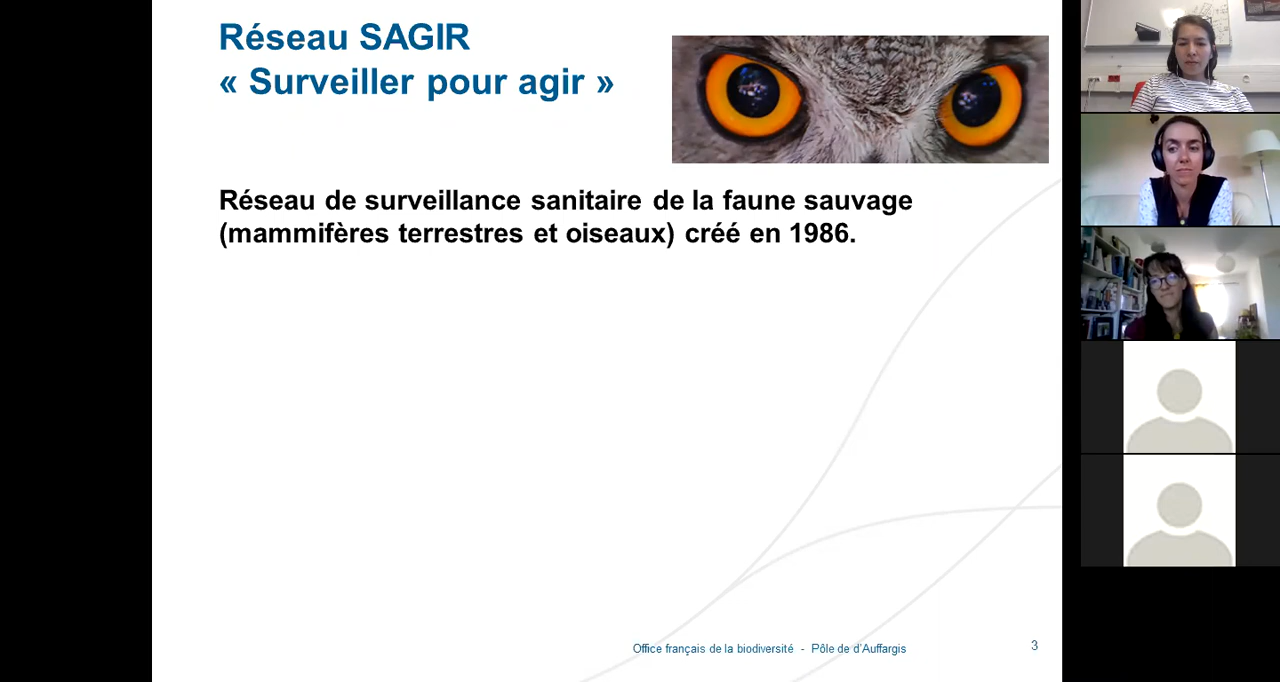 Réseau SAGIR
« Surveiller pour agir »
Réseau de surveillance sanitaire de la faune sauvage
(mammifères terrestres et oiseaux) créé en 1986.
Office français de la biodiversité - Pôle de d'Auffargis
3